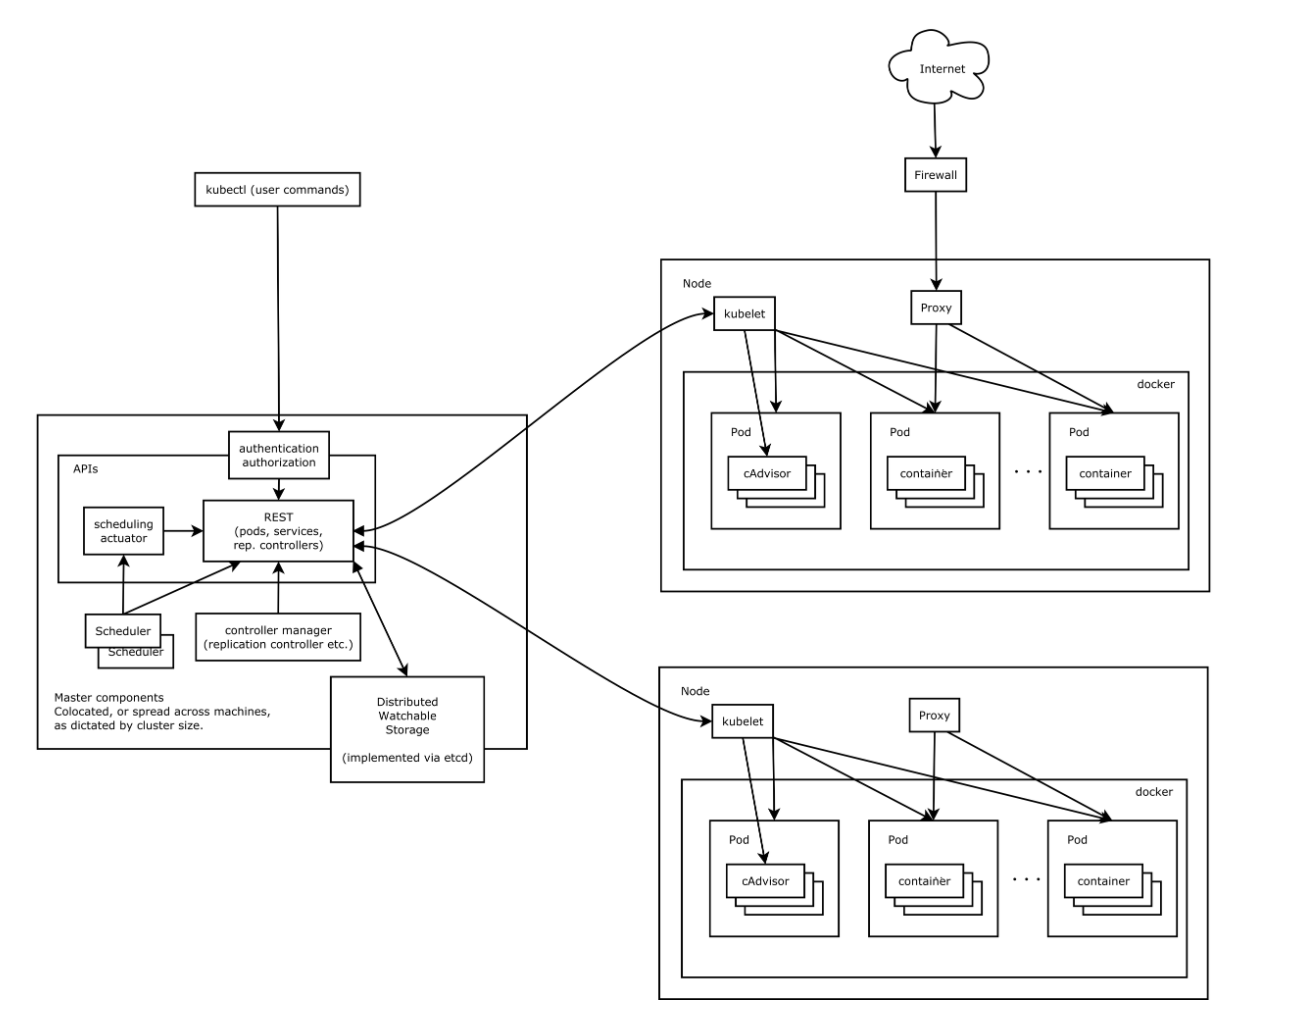 Internet
Firewall
kubectl (user commands)
Node
kubelet
Proxy
docker
Pod
cAdvisor
Pod
container
. . .
Pod
container
authentication
authorization
APIs
REST
(pods, services,
rep. controllers)
scheduling
actuator
Scheduler
Scheduler
controller manager
(replication controller etc.)
Master components
Colocated, or spread across machines,
as dictated by cluster size.
Distributed
Watchable
Storage
(implemented via etcd)
Node
kubelet
Proxy
docker
Pod
cAdvisor
Pod
container
. . .
Pod
container